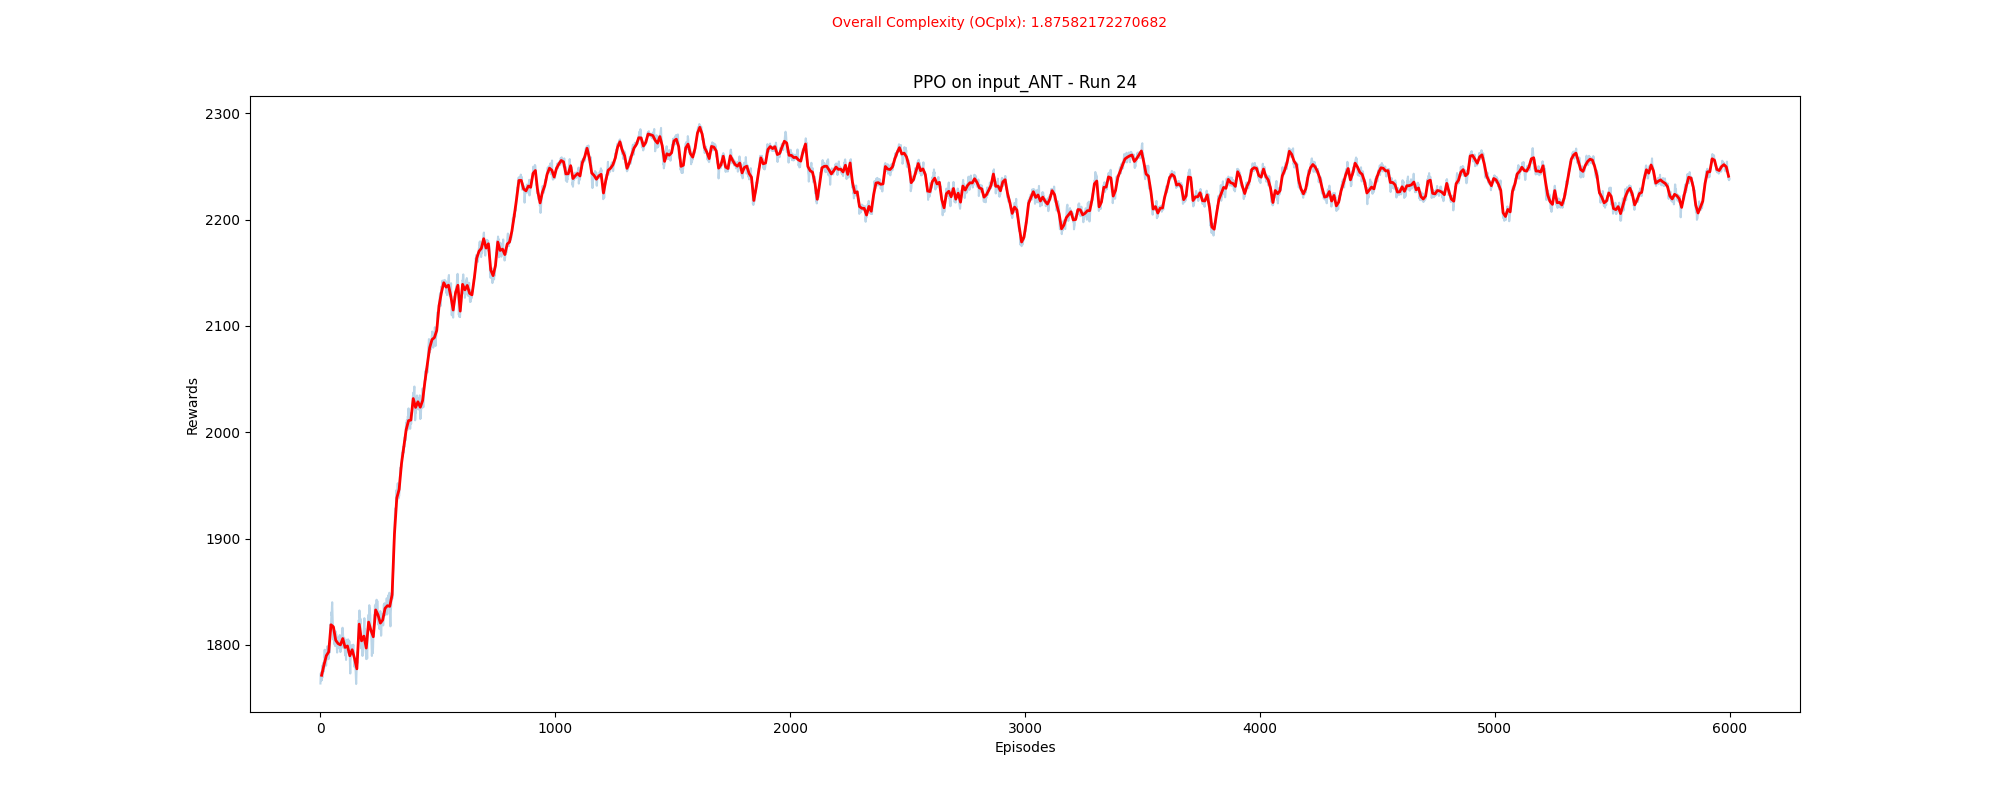 Overall Complexity (OCplx): 1.87582172270682
PPO on input_ANT - Run 24
2300
2200
2100
2000
1900
1800
Rewards
0 1000 2000 3000 4000 5000 6000
Episodes